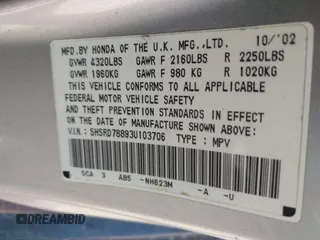 MFD. BY HONDA OF THE U.K. MFG.,LTD. 10/'02
GVWR 4320LBS GAWR F 2160LBS R 2250LBS
GVWR 1960KG GAWR F 980 KG R 1020KG
THIS VEHICLE CONFORMS TO ALL APPLICABLE
FEDERAL MOTOR VEHICLE SAFETY
AND THEFT PREVENTION STANDARDS IN EFFECT
ON THE DATE OF MANUFACTURE SHOWN ABOVE.
V.I.N.: SHSRD78893U103706 TYPE : MPV
SCA 3 AB5 -NH623M -A -U
DREAMBID